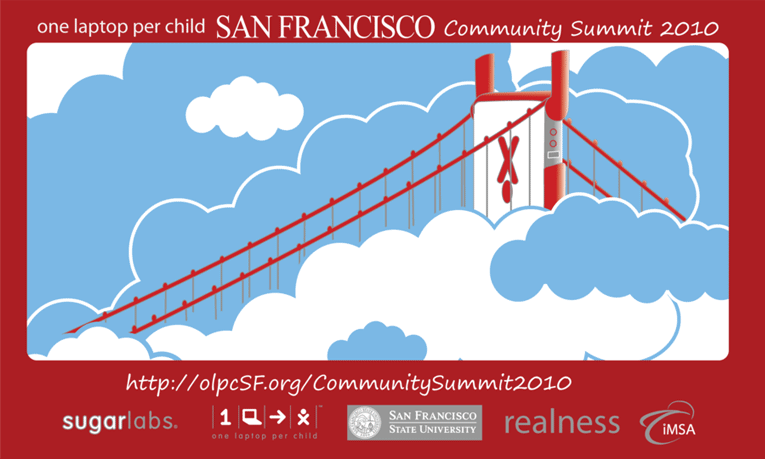 one laptop per child SAN FRANCISCO Community Summit 2010
http://olpcSF.org/CommunitySummit2010
sugarlabs®
1
one laptop per child
SAN FRANCISCO
STATE UNIVERSITY
realness
iMSA